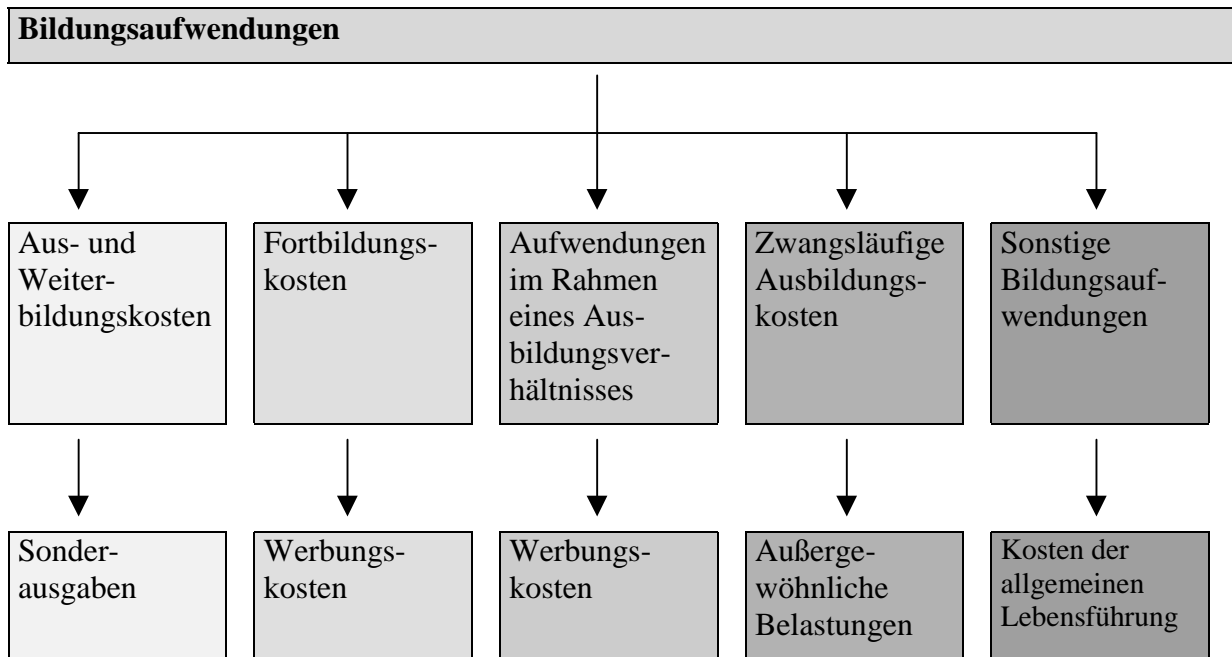 Bildungsaufwendungen
Aus- und
Weiter-
bildungskosten
Fortbildungs-
kosten
Aufwendungen
im Rahmen
eines Aus-
bildungsver-
hältnisses
Zwangsläufige
Ausbildungs-
kosten
Sonstige
Bildungsauf-
wendungen
Sonder-
ausgaben
Werbungs-
kosten
Werbungs-
kosten
Außerge-
wöhnliche
Belastungen
Kosten der
allgemeinen
Lebensführung